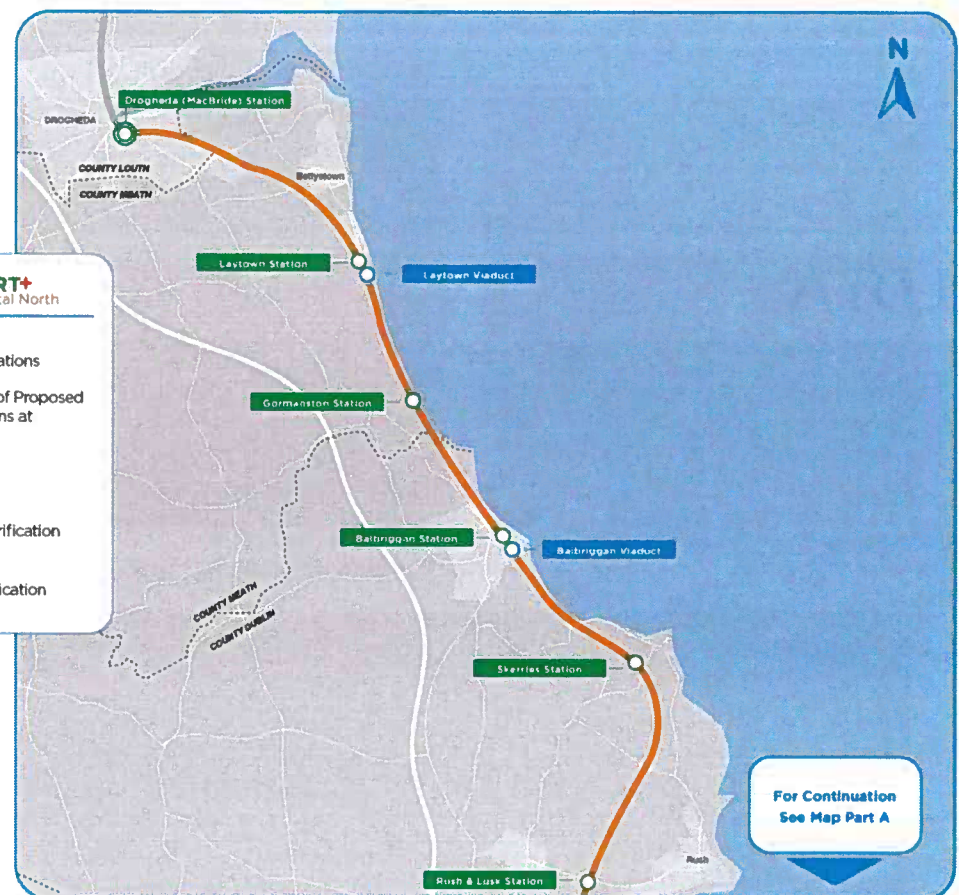 N
Drogheda (MacBride) Station
DROGHEDA
COUNTY LOUTH
COUNTY MEATH
Bettystown
Laytown Station
Laytown Viaduct
RT+
tal North
ations
of Proposed
ns at
rification
ication
Gormanston Station
Balbriggan Station
Balbriggan Viaduct
COUNTY MEATH
COUNTY DUBLIN
Skerries Station
For Continuation
See Map Part A
Rush
Rush & Lusk Station